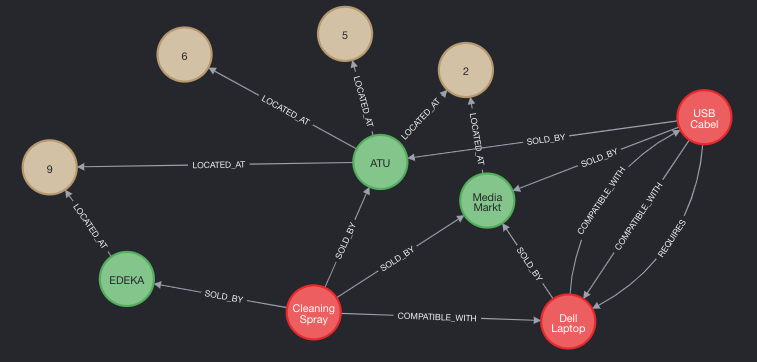 5
6
2
LOCATED_AT
LOCATED_AT
LOCATED_AT
LOCATED_AT
USB
Cabel
SOLD_BY
SOLD_BY
9
LOCATED_AT
ATU
Media
Markt
COMPATIBLE_WITH
COMPATIBLE_WITH
REQUIRES
LOCATED_AT
SOLD_BY
SOLD_BY
SOLD_BY
EDEKA
SOLD_BY
Cleaning
Spray
COMPATIBLE_WITH
Dell
Laptop